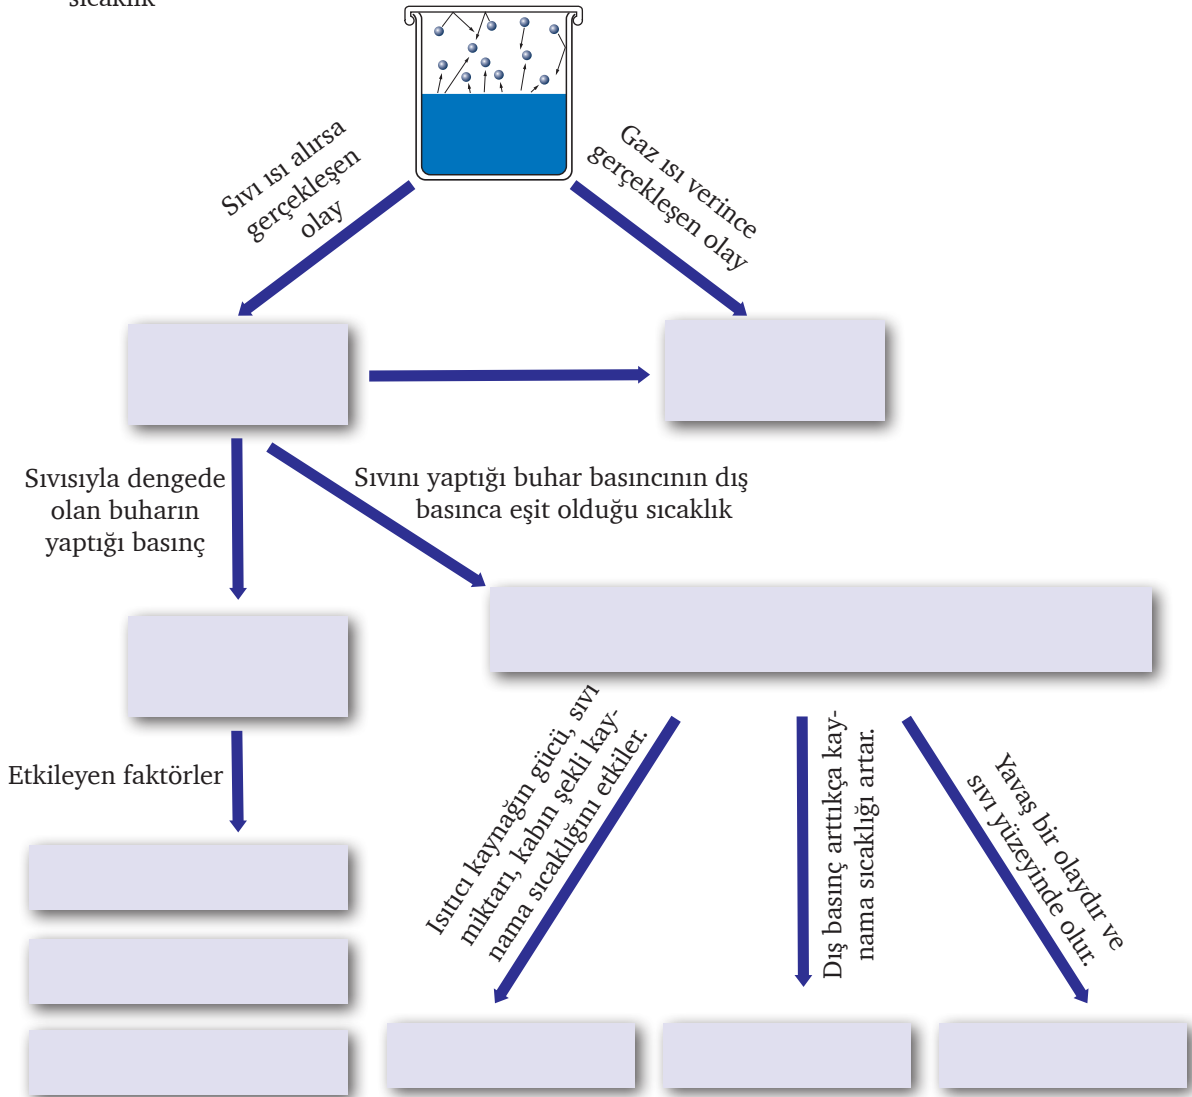 sıcaklık
Sıvı ısı alırsa
gerçekleşen
olay
Gaz ısı verince
gerçekleşen olay
Sıvısıyla dengede
olan buharın
yaptığı basınç
Sıvını yaptığı buhar basıncının dış
basınca eşit olduğu sıcaklık
Etkileyen faktörler
Isıtıcı kaynağın gücü, sıvı
miktarı, kabın şekli kay-
nama sıcaklığını etkiler.
Dış basınç arttıkça kay-
nama sıcaklığı artar.
Yavaş bir olaydır ve
sıvı yüzeyinde olur.